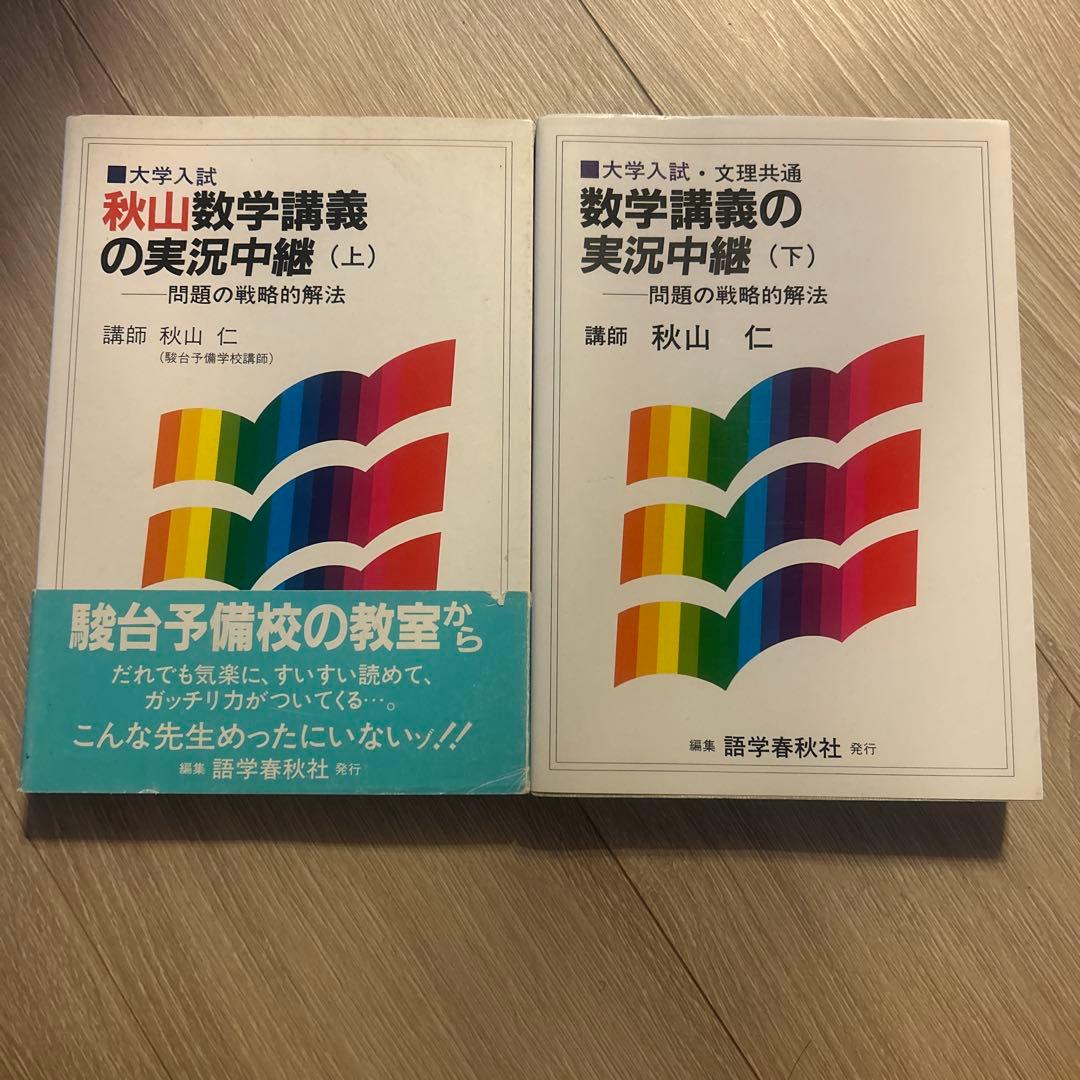 ■大学入試
秋山数学講義
の実況中継(上)
──問題の戦略的解法
講師 秋山 仁
(駿台予備学校講師)
駿台予備校の教室から
だれでも気楽に、すいすい読めて、
ガッチリ力がついてくる…。
こんな先生めったにいないゾ!!
編集 語学春秋社 発行
■大学入試・文理共通
数学講義の
実況中継(下)
──問題の戦略的解法
講師 秋山 仁
編集 語学春秋社 発行